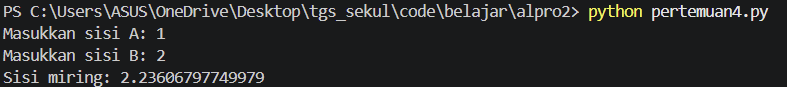 PS C:\Users\ASUS\OneDrive\Desktop\tgs_sekul\code\belajar\alpro2> python pertemuan4.py
Masukkan sisi A: 1
Masukkan sisi B: 2
Sisi miring: 2.23606797749979